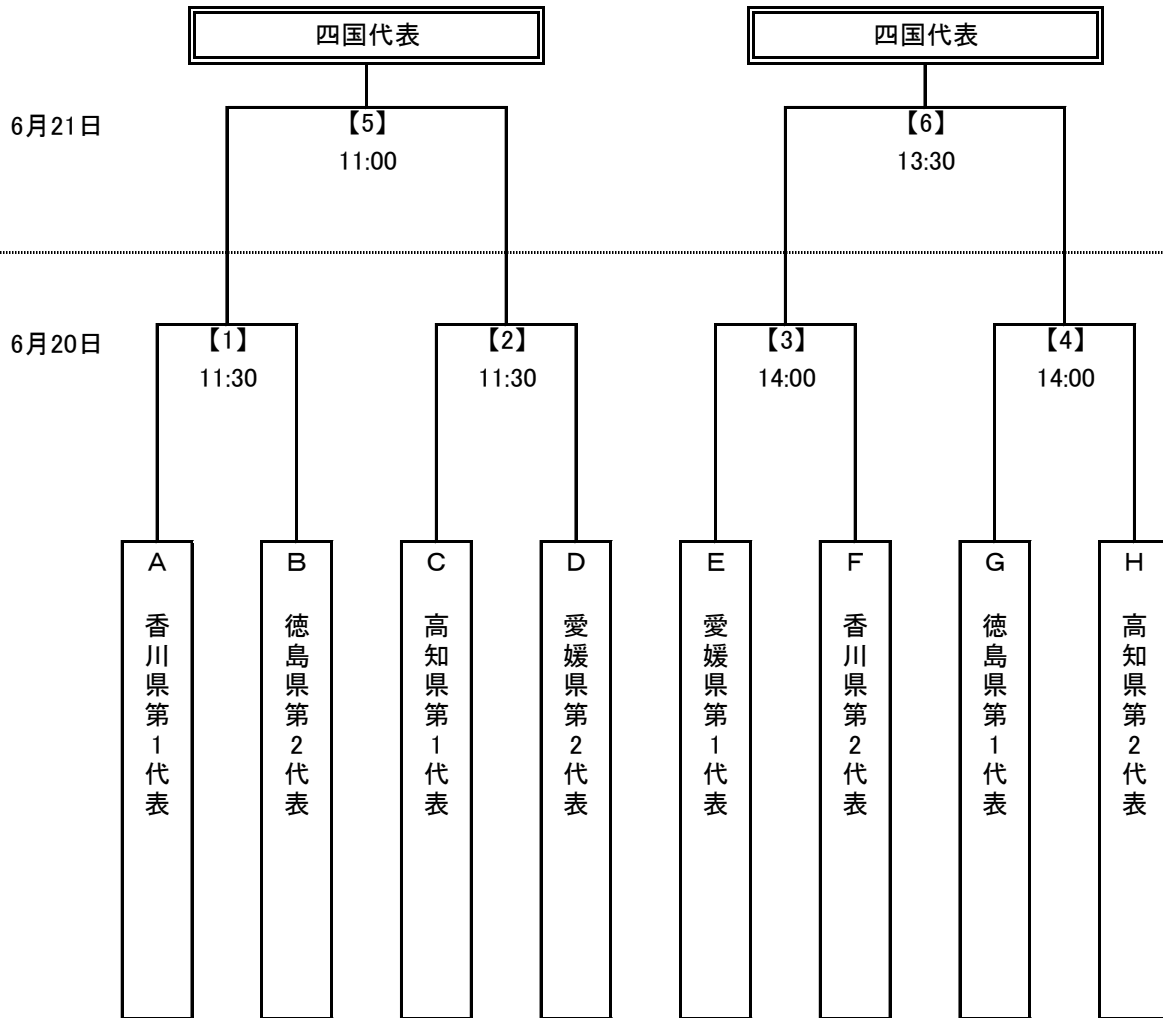 四国代表
四国代表
6月21日
【5】
【6】
11:00
13:30
6月20日
【1】
【2】
【3】
【4】
11:30
11:30
14:00
14:00
A
B
C
D
E
F
G
H
香川県第1代表
徳島県第2代表
高知県第1代表
愛媛県第2代表
愛媛県第1代表
香川県第2代表
徳島県第1代表
高知県第2代表